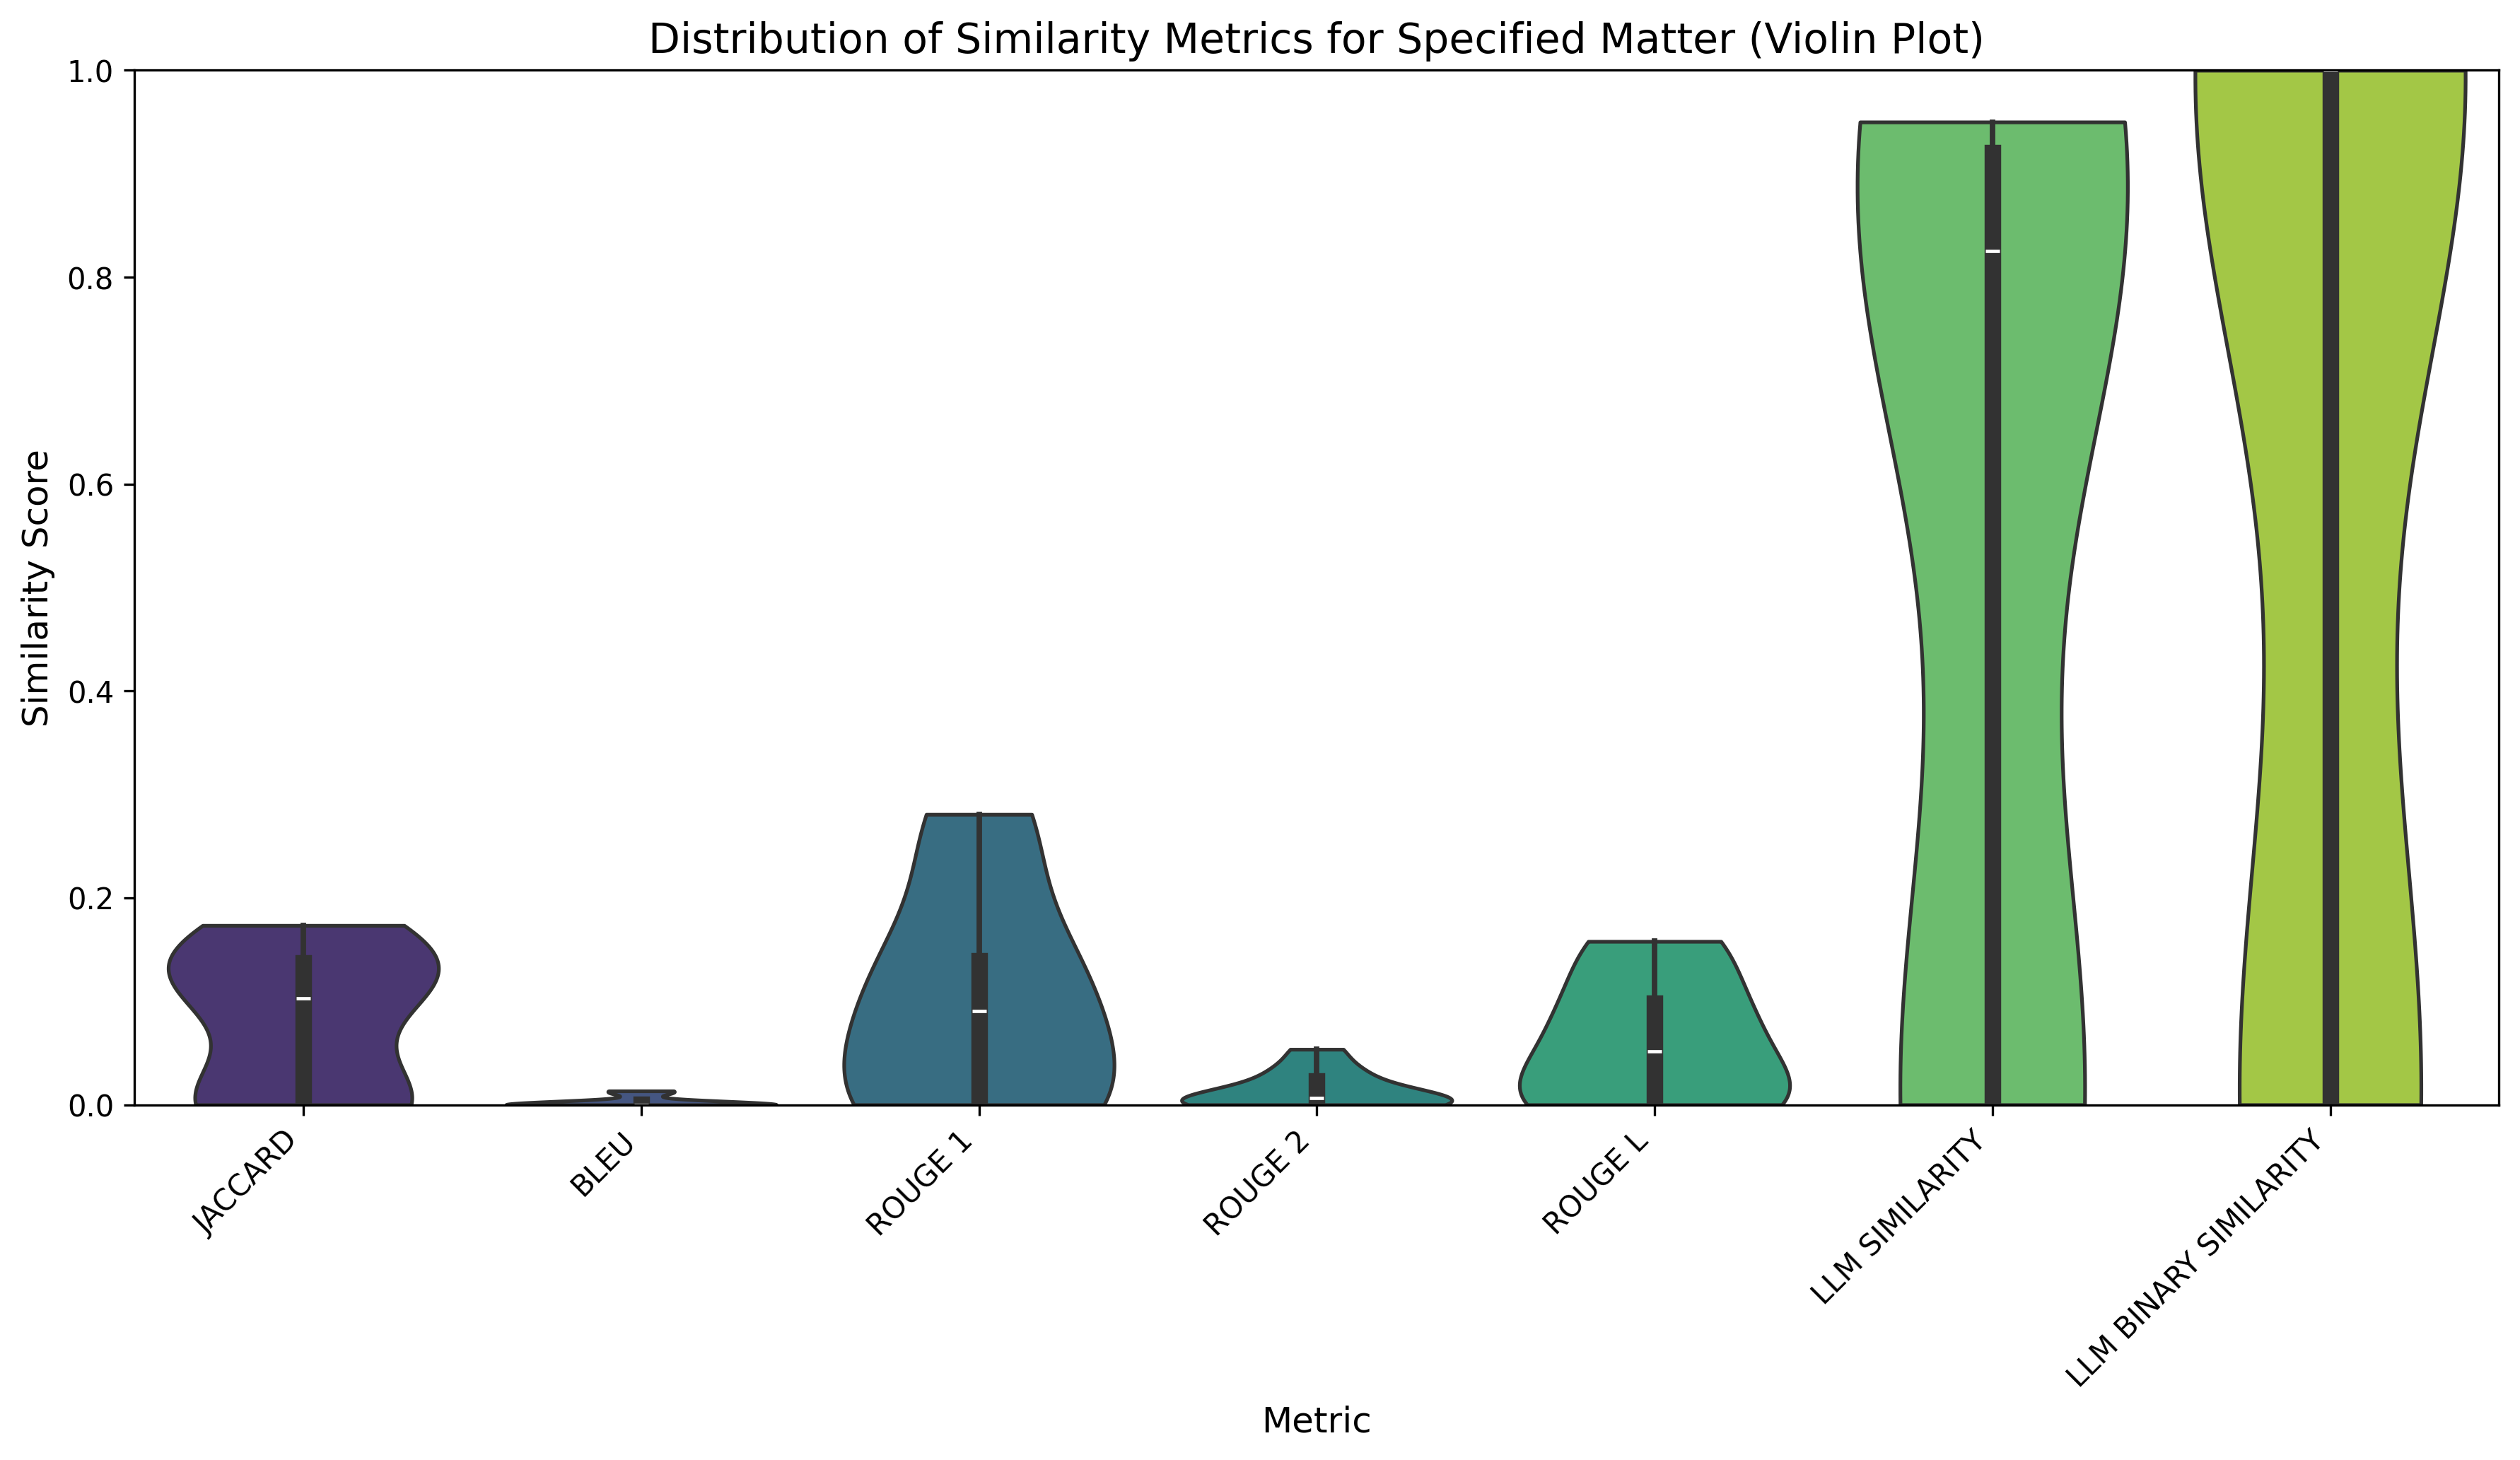 Distribution of Similarity Metrics for Specified Matter (Violin Plot)
Similarity Score
1.0
0.8
0.6
0.4
0.2
0.0
JACCARD
BLEU
ROUGE 1
ROUGE 2
ROUGE L
LLM SIMILARITY
LLM BINARY SIMILARITY
Metric